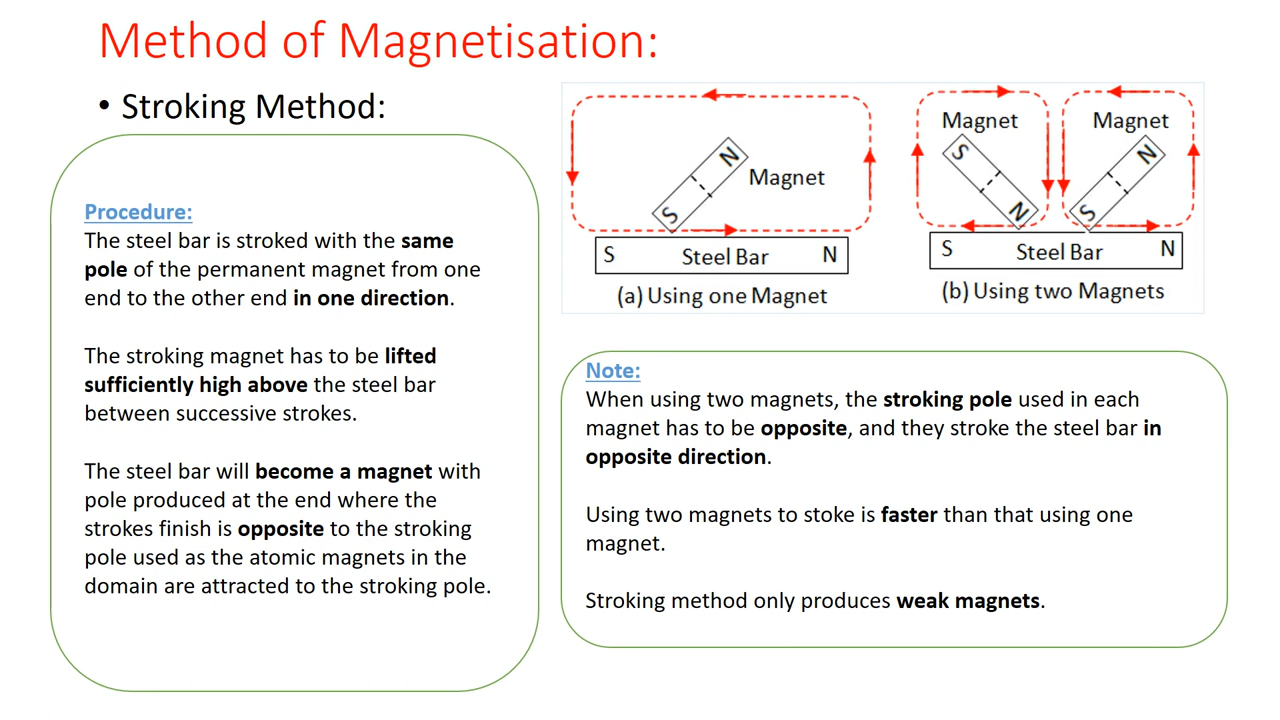 Method of Magnetisation:
• Stroking Method:
Procedure:
The steel bar is stroked with the same
pole of the permanent magnet from one
end to the other end in one direction.
The stroking magnet has to be lifted
sufficiently high above the steel bar
between successive strokes.
The steel bar will become a magnet with
pole produced at the end where the
strokes finish is opposite to the stroking
pole used as the atomic magnets in the
domain are attracted to the stroking pole.
N
Magnet
S
S Steel Bar N
(a) Using one Magnet
Magnet Magnet
S N
N S
S Steel Bar N
(b) Using two Magnets
Note:
When using two magnets, the stroking pole used in each
magnet has to be opposite, and they stroke the steel bar in
opposite direction.
Using two magnets to stoke is faster than that using one
magnet.
Stroking method only produces weak magnets.